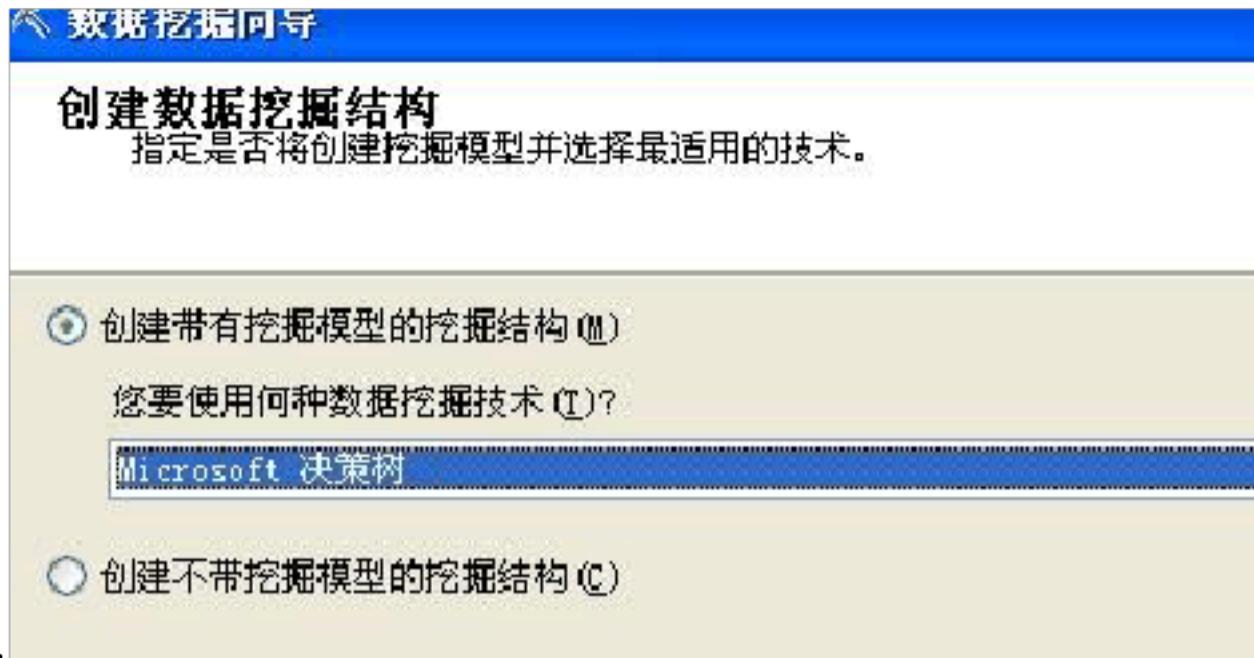 数据挖掘向导
创建数据挖掘结构
指定是否将创建挖掘模型并选择最适用的技术。
创建带有挖掘模型的挖掘结构(M)
您要使用何种数据挖掘技术(T)?
Microsoft 决策树
创建不带挖掘模型的挖掘结构(C)